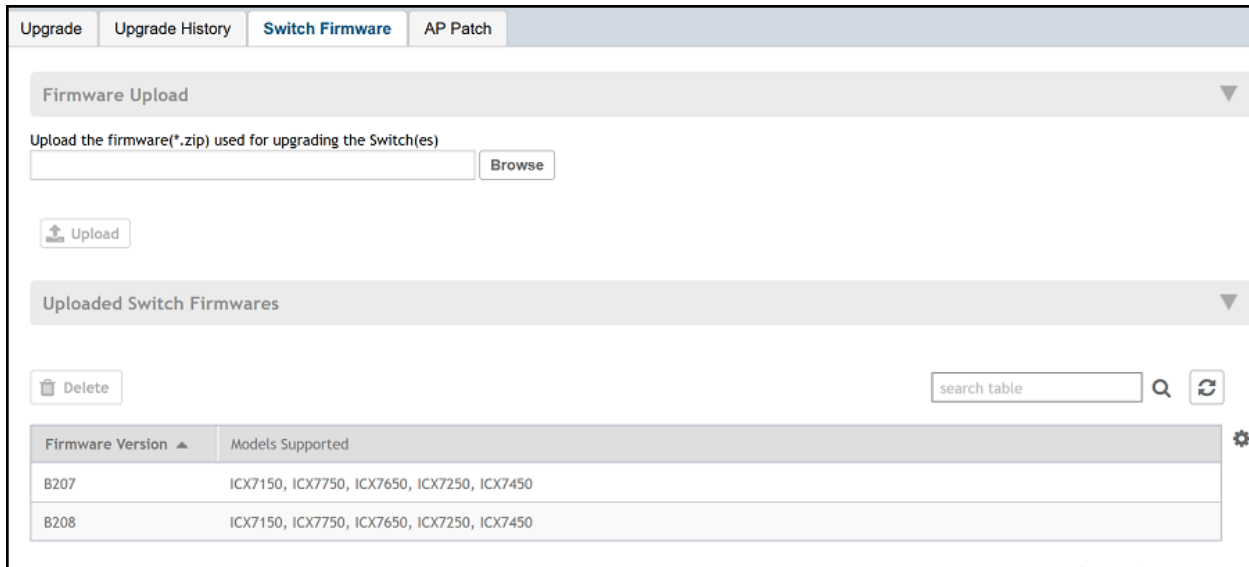 Upgrade Upgrade History Switch Firmware AP Patch
Firmware Upload
Upload the firmware(*.zip) used for upgrading the Switch(es)
Browse
Upload
Uploaded Switch Firmwares
Delete search table
Firmware Version Models Supported
B207 ICX7150, ICX7750, ICX7650, ICX7250, ICX7450
B208 ICX7150, ICX7750, ICX7650, ICX7250, ICX7450